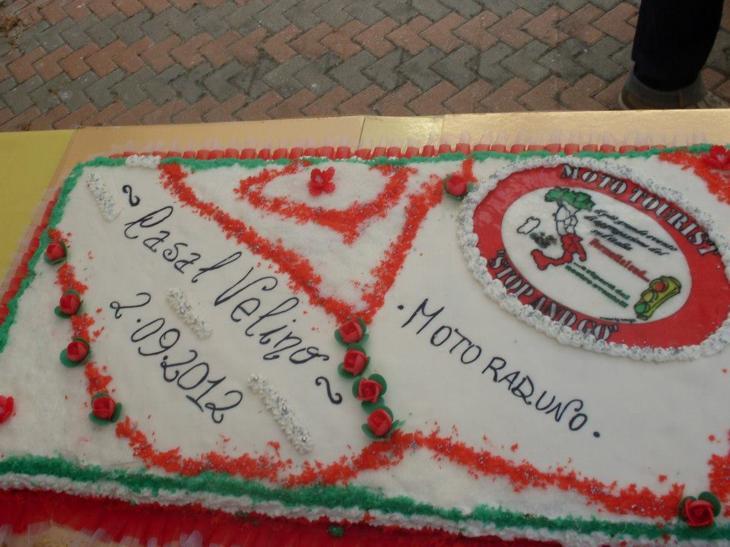 Casal Velino
2.09.2012
MOTO RADUNO.
MOTO TOURIST
"STOP AND GO"